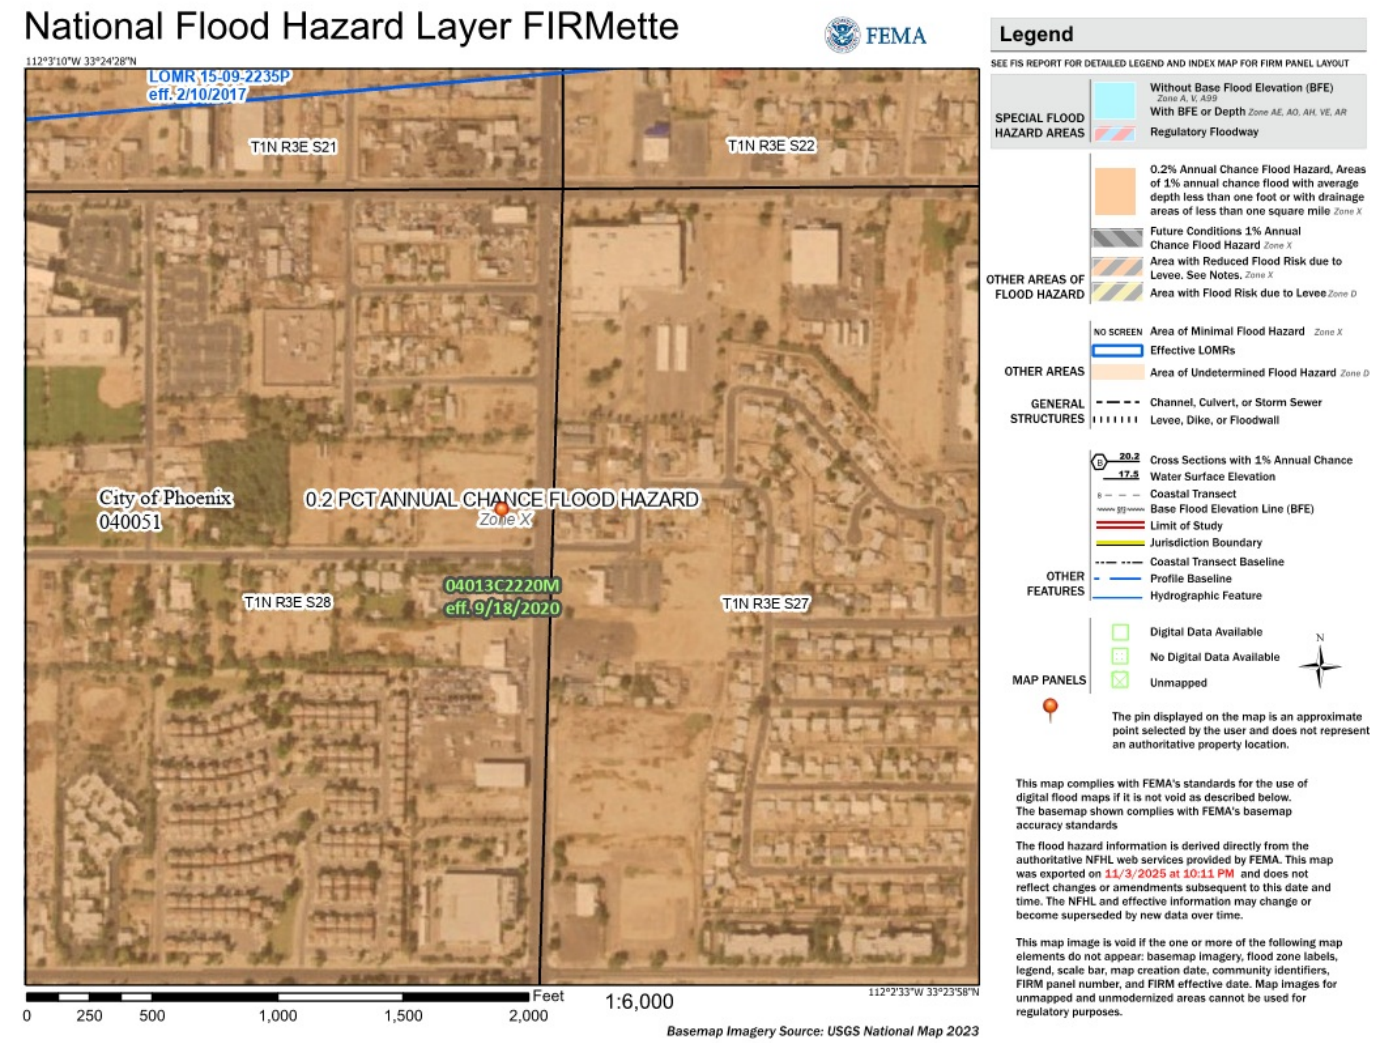 National Flood Hazard Layer FIRMette
FEMA
Legend
112°3'10"W 33°24'28"N
SEE FIS REPORT FOR DETAILED LEGEND AND INDEX MAP FOR FIRM PANEL LAYOUT
LOMR 15-09-2235P
eff. 2/10/2017
T1N R3E S21
T1N R3E S22
City of Phoenix
040051
0.2 PCT ANNUAL CHANCE FLOOD HAZARD
Zone X
04013C2220M
eff. 9/18/2020
T1N R3E S28
T1N R3E S27
SPECIAL FLOOD
HAZARD AREAS
Without Base Flood Elevation (BFE)
Zone A, V, A99
With BFE or Depth Zone AE, AO, AH, VE, AR
Regulatory Floodway
OTHER AREAS OF
FLOOD HAZARD
0.2% Annual Chance Flood Hazard, Areas
of 1% annual chance flood with average
depth less than one foot or with drainage
areas of less than one square mile Zone X
Future Conditions 1% Annual
Chance Flood Hazard Zone X
Area with Reduced Flood Risk due to
Levee. See Notes. Zone X
Area with Flood Risk due to Levee Zone D
OTHER AREAS
NO SCREEN Area of Minimal Flood Hazard Zone X
Effective LOMRs
Area of Undetermined Flood Hazard Zone D
GENERAL
STRUCTURES
Channel, Culvert, or Storm Sewer
Levee, Dike, or Floodwall
OTHER
FEATURES
B 20.2 Cross Sections with 1% Annual Chance
17.5 Water Surface Elevation
8 Coastal Transect
513 Base Flood Elevation Line (BFE)
Limit of Study
Jurisdiction Boundary
Coastal Transect Baseline
Profile Baseline
Hydrographic Feature
MAP PANELS
Digital Data Available
No Digital Data Available
Unmapped
N
The pin displayed on the map is an approximate
point selected by the user and does not represent
an authoritative property location.
This map complies with FEMA's standards for the use of
digital flood maps if it is not void as described below.
The basemap shown complies with FEMA's basemap
accuracy standards
The flood hazard information is derived directly from the
authoritative NFHL web services provided by FEMA. This map
was exported on 11/3/2025 at 10:11 PM and does not
reflect changes or amendments subsequent to this date and
time. The NFHL and effective information may change or
become superseded by new data over time.
This map image is void if the one or more of the following map
elements do not appear: basemap imagery, flood zone labels,
legend, scale bar, map creation date, community identifiers,
FIRM panel number, and FIRM effective date. Map images for
unmapped and unmodernized areas cannot be used for
regulatory purposes.
112°2'33"W 33°23'58"N
Feet
1:6,000
0 250 500 1,000 1,500 2,000
Basemap Imagery Source: USGS National Map 2023